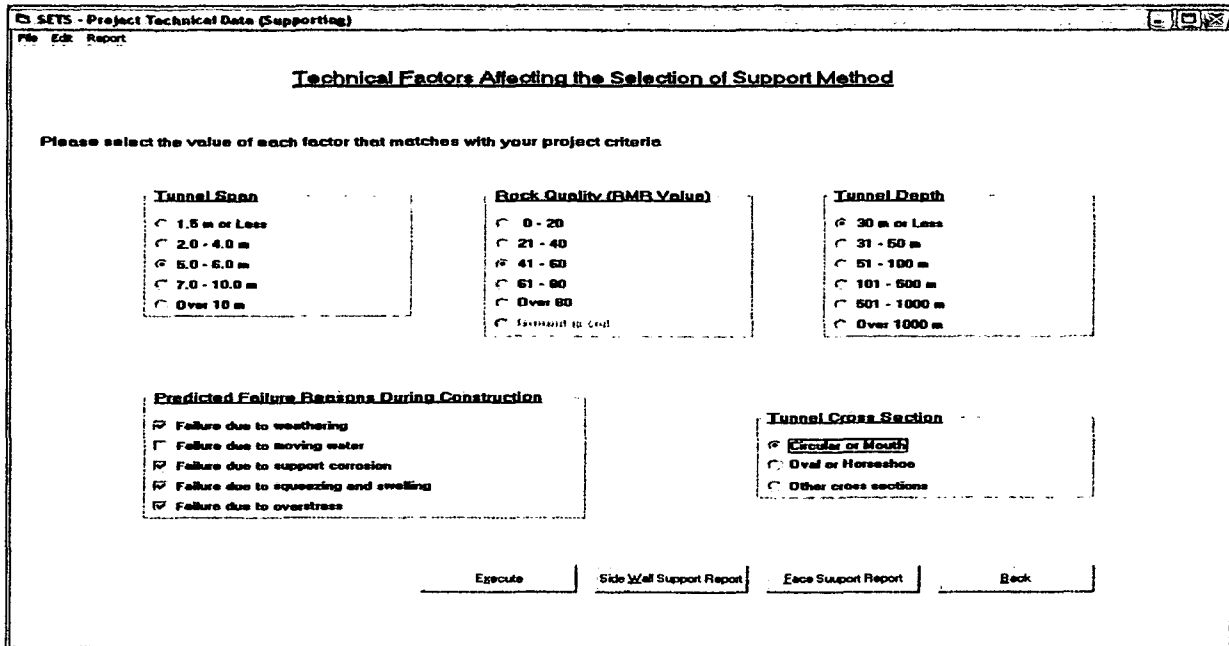 SETS - Project Technical Data (Supporting)
File Edit Report
Technical Factors Affecting the Selection of Support Method
Please select the value of each factor that matches with your project criteria
Tunnel Span
1.5 m or Less
2.0 - 4.0 m
5.0 - 6.0 m
7.0 - 10.0 m
Over 10 m
Rock Quality (RMR Value)
0 - 20
21 - 40
41 - 60
61 - 80
Over 80
Tunnel Depth
30 m or Less
31 - 50 m
51 - 100 m
101 - 500 m
501 - 1000 m
Over 1000 m
Predicted Failure Reasons During Construction
Failure due to weathering
Failure due to moving water
Failure due to support corrosion
Failure due to squeezing and swelling
Failure due to overstress
Tunnel Cross Section
Circular or Mouth
Oval or Horseshoe
Other cross sections
Execute
Side Wall Support Report
Face Suuport Report
Back